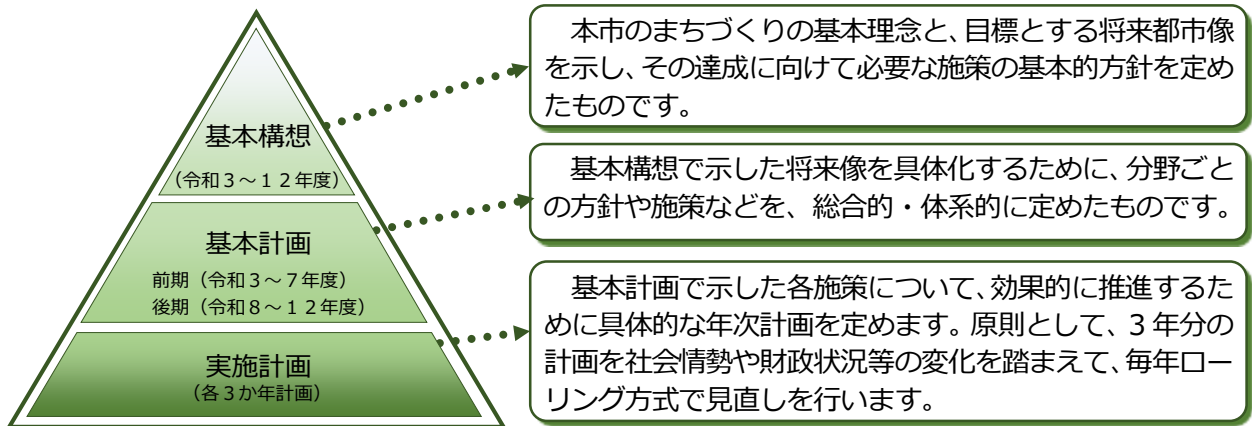 基本構想
（令和３～１２年度）
本市のまちづくりの基本理念と、目標とする将来都市像
を示し、その達成に向けて必要な施策の基本的方針を定め
たものです。
基本計画
前期（令和３～７年度）
後期（令和８～１２年度）
基本構想で示した将来像を具体化するために、分野ごと
の方針や施策などを、総合的・体系的に定めたものです。
実施計画
（各３か年計画）
基本計画で示した各施策について、効果的に推進するた
めに具体的な年次計画を定めます。原則として、３年分の
計画を社会情勢や財政状況等の変化を踏まえて、毎年ロー
リング方式で見直しを行います。